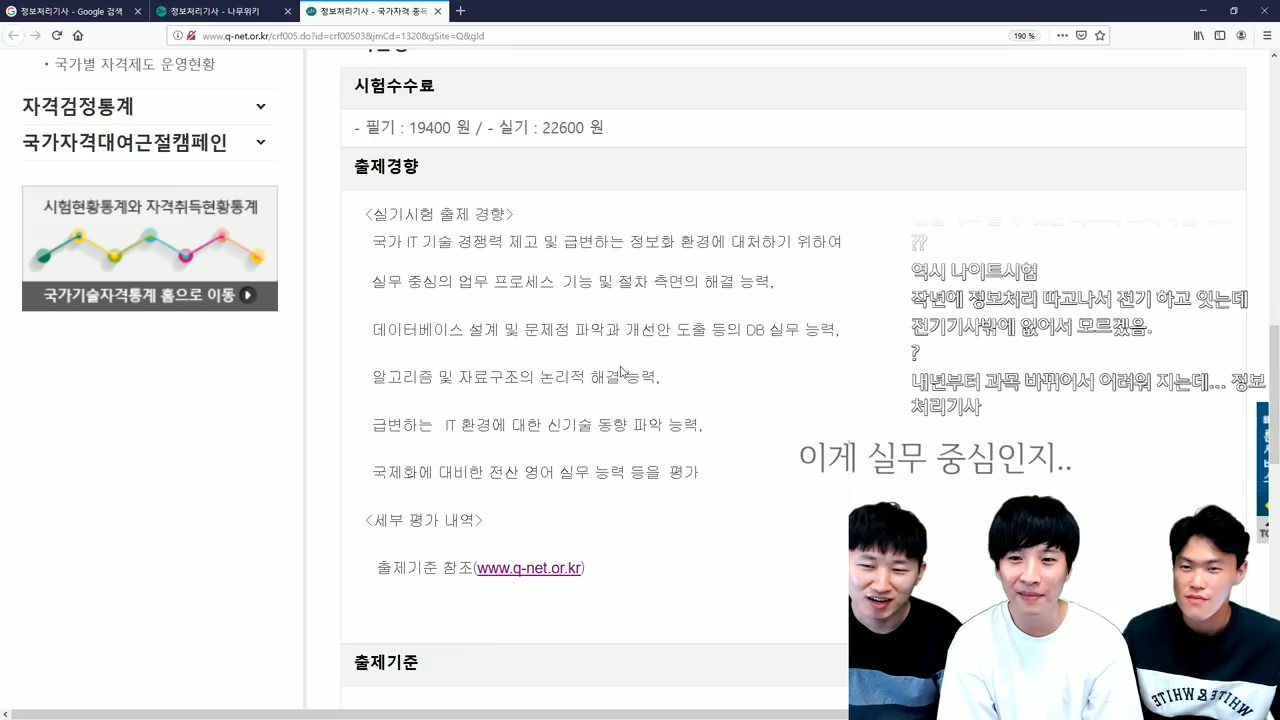 정보처리기사 - Google 검색
정보처리기사 - 나무위키
정보처리기사 - 국가자격 종목
www.q-net.or.kr/crf005.do?id=crf00503&jmCd=1320&gSite=Q&gId
190 %
• 국가별 자격제도 운영현황
자격검정통계
국가자격대여근절캠페인
시험현황통계와 자격취득현황통계
국가기술자격통계 홈으로 이동
시험수수료
- 필기 : 19400 원 / - 실기 : 22600 원
출제경향
<실기시험 출제 경향>
국가 IT 기술 경쟁력 제고 및 급변하는 정보화 환경에 대처하기 위하여
실무 중심의 업무 프로세스 기능 및 절차 측면의 해결 능력,
데이터베이스 설계 및 문제점 파악과 개선안 도출 등의 DB 실무 능력,
알고리즘 및 자료구조의 논리적 해결 능력,
급변하는 IT 환경에 대한 신기술 동향 파악 능력,
국제화에 대비한 전산 영어 실무 능력 등을 평가
<세부 평가 내역>
출제기준 참조(www.q-net.or.kr)
출제기준
??
역시 나이트시험
작년에 정보처리 따고나서 전기 하고 잇는데
전기기사밖에 없어서 모르겠음.
?
내년부터 과목 바뀌어서 어려워 지는데... 정보
처리기사
이게 실무 중심인지..
WHITE & WHITE